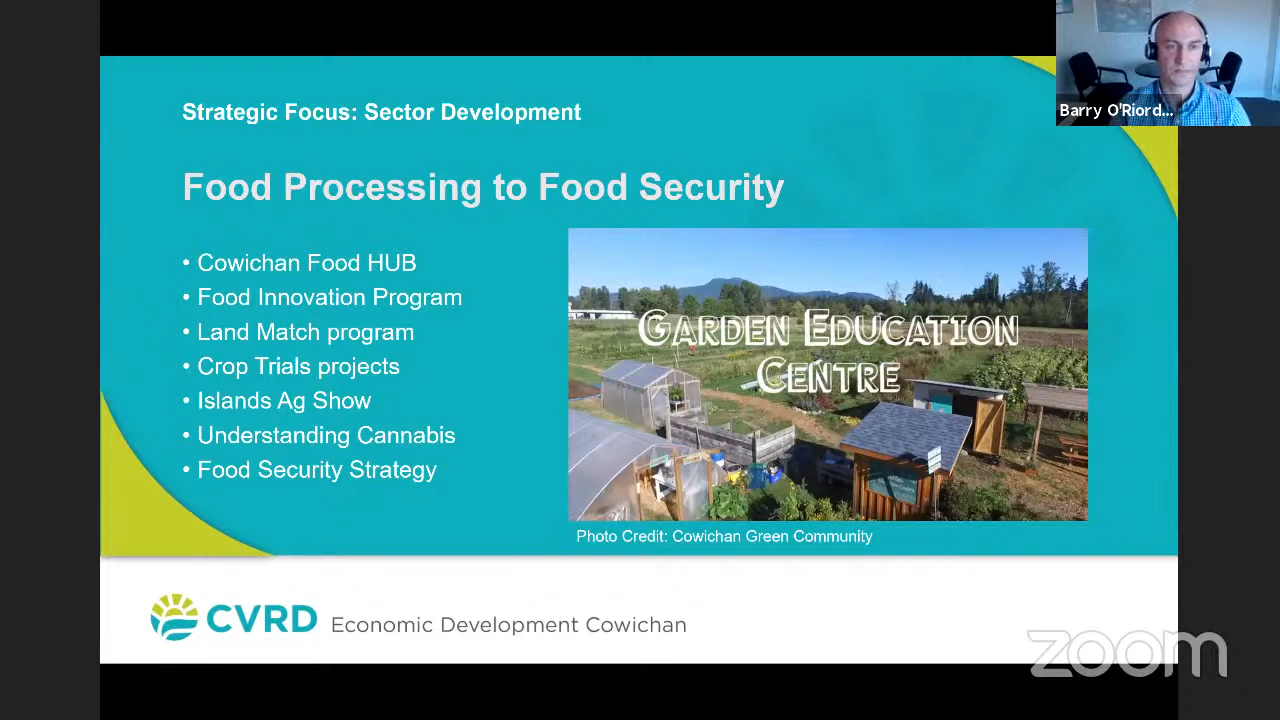 Strategic Focus: Sector Development
Barry O'Riord...
Food Processing to Food Security
• Cowichan Food HUB
• Food Innovation Program
• Land Match program
• Crop Trials projects
• Islands Ag Show
• Understanding Cannabis
• Food Security Strategy
GARDEN EDUCATION
CENTRE
Photo Credit: Cowichan Green Community
CVRD Economic Development Cowichan
zoom